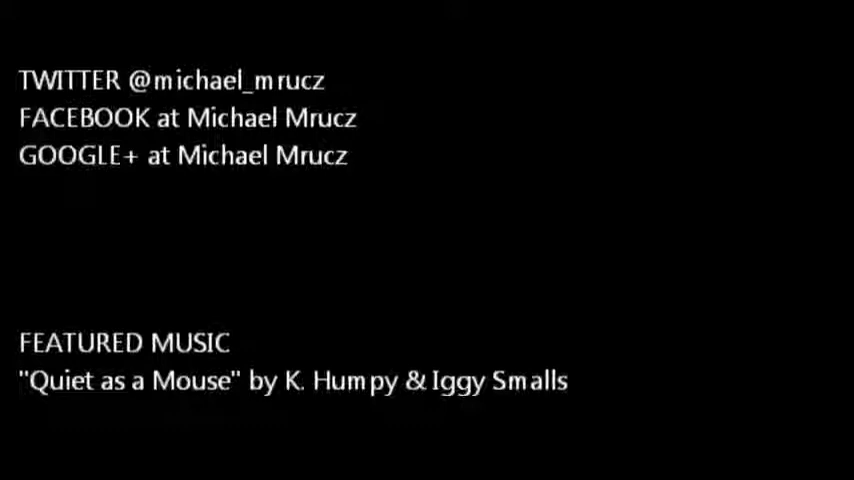 TWITTER @michael_mrucz
FACEBOOK at Michael Mrucz
GOOGLE+ at Michael Mrucz
FEATURED MUSIC
"Quiet as a Mouse" by K. Humpy & Iggy Smalls